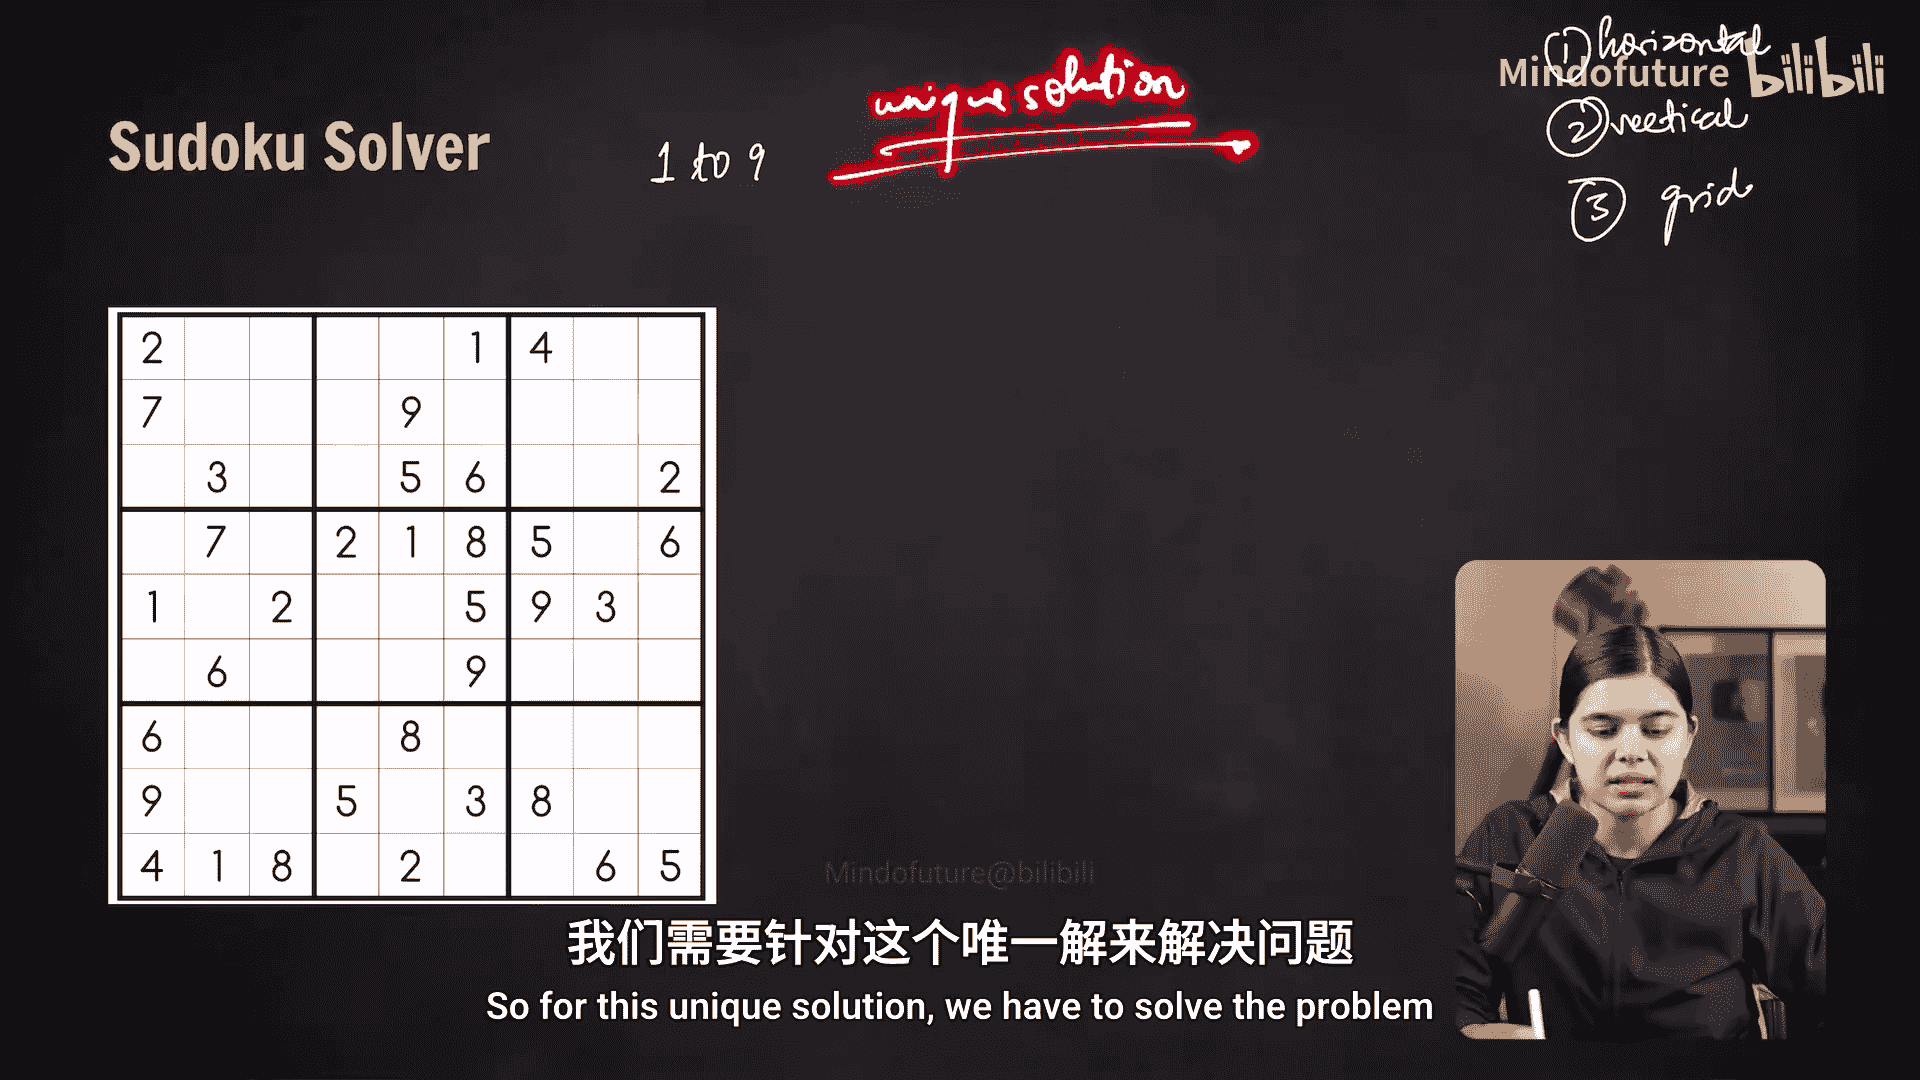 ① horizontal
Mindofuture bilibili
unique solution
② vertical
Sudoku Solver
1 to 9
③ grid
2 1 4
7 9
3 5 6 2
7 2 1 8 5 6
1 2 5 9 3
6 9
6 8
9 5 3 8
4 1 8 2 6 5
Mindofuture@bilibili
我们需要针对这个唯一解来解决问题
So for this unique solution, we have to solve the problem